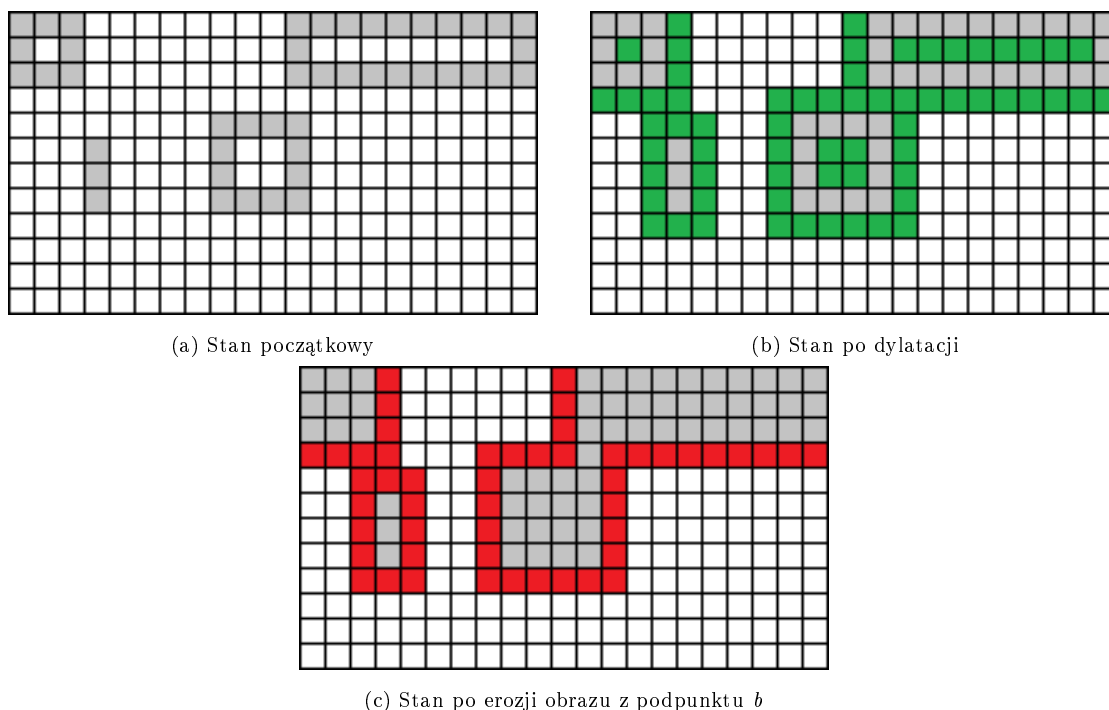 (a) Stan początkowy
(b) Stan po dylatacji
(c) Stan po erozji obrazu z podpunktu b